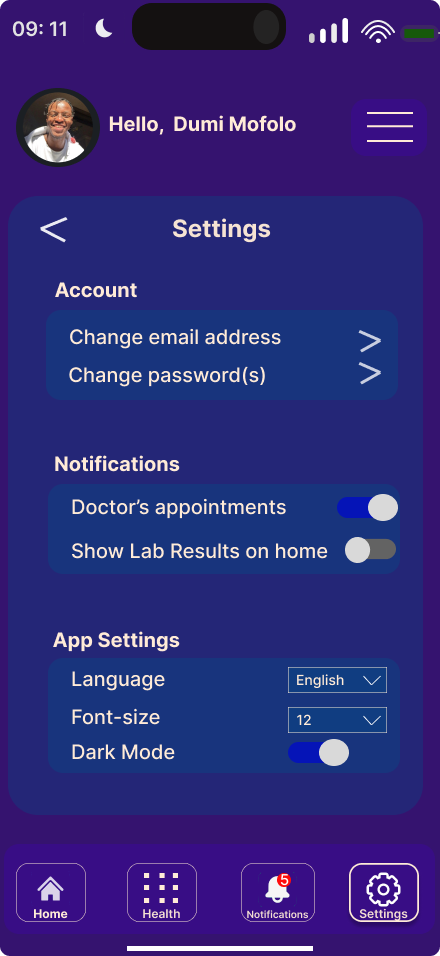 09: 11
Hello, Dumi Mofolo
Settings
Account
Change email address
Change password(s)
Notifications
Doctor’s appointments
Show Lab Results on home
App Settings
Language English
Font-size 12
Dark Mode
5
Home Health Notifications Settings